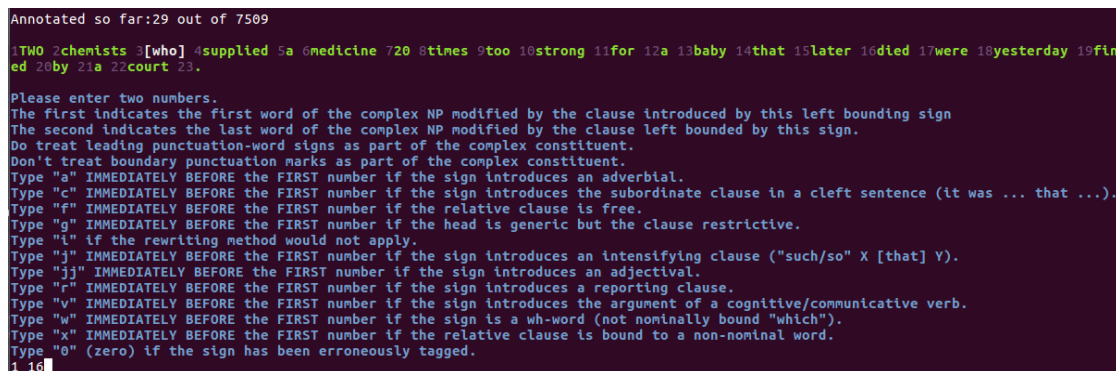 Annotated so far:29 out of 7509
1TWO 2chemists 3[who] 4supplied 5a 6medicine 720 8times 9too 10strong 11for 12a 13baby 14that 15later 16died 17were 18yesterday 19fin
ed 20by 21a 22court 23.
Please enter two numbers.
The first indicates the first word of the complex NP modified by the clause introduced by this left bounding sign
The second indicates the last word of the complex NP modified by the clause left bounded by this sign.
Do treat leading punctuation-word signs as part of the complex constituent.
Don't treat boundary punctuation marks as part of the complex constituent.
Type "a" IMMEDIATELY BEFORE the FIRST number if the sign introduces an adverbial.
Type "c" IMMEDIATELY BEFORE the FIRST number if the sign introduces the subordinate clause in a cleft sentence (it was ... that ...).
Type "f" IMMEDIATELY BEFORE the FIRST number if the relative clause is free.
Type "g" IMMEDIATELY BEFORE the FIRST number if the head is generic but the clause restrictive.
Type "i" if the rewriting method would not apply.
Type "j" IMMEDIATELY BEFORE the FIRST number if the sign introduces an intensifying clause ("such/so" X [that] Y).
Type "jj" IMMEDIATELY BEFORE the FIRST number if the sign introduces an adjectival.
Type "r" IMMEDIATELY BEFORE the FIRST number if the sign introduces a reporting clause.
Type "v" IMMEDIATELY BEFORE the FIRST number if the sign introduces the argument of a cognitive/communicative verb.
Type "w" IMMEDIATELY BEFORE the FIRST number if the sign is a wh-word (not nominally bound "which").
Type "x" IMMEDIATELY BEFORE the FIRST number if the relative clause is bound to a non-nominal word.
Type "0" (zero) if the sign has been erroneously tagged.
1 16